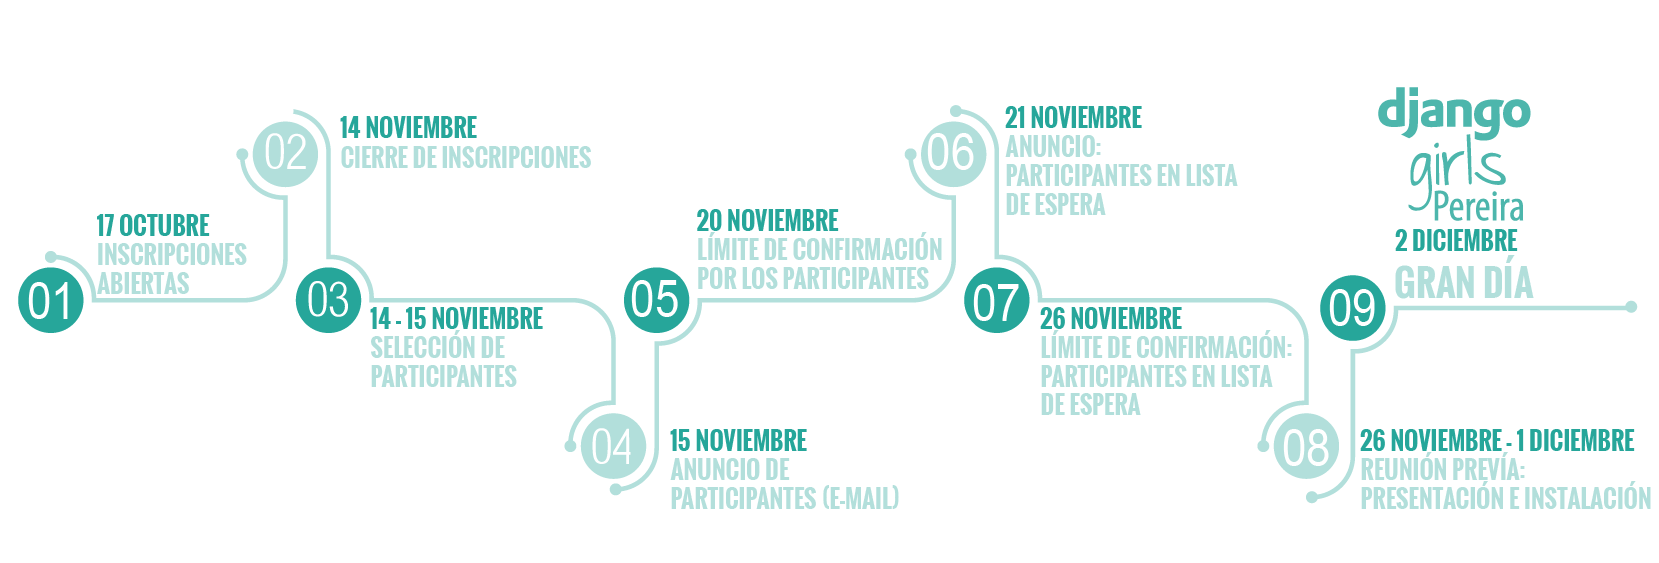 01
17 OCTUBRE
INSCRIPCIONES
ABIERTAS
02
14 NOVIEMBRE
CIERRE DE INSCRIPCIONES
03
14 - 15 NOVIEMBRE
SELECCIÓN DE
PARTICIPANTES
04
15 NOVIEMBRE
ANUNCIO DE
PARTICIPANTES (E-MAIL)
05
20 NOVIEMBRE
LÍMITE DE CONFIRMACIÓN
POR LOS PARTICIPANTES
06
21 NOVIEMBRE
ANUNCIO:
PARTICIPANTES EN LISTA
DE ESPERA
07
26 NOVIEMBRE
LÍMITE DE CONFIRMACIÓN:
PARTICIPANTES EN LISTA
DE ESPERA
08
26 NOVIEMBRE - 1 DICIEMBRE
REUNIÓN PREVÍA:
PRESENTACIÓN E INSTALACIÓN
09
django
girls
Pereira
2 DICIEMBRE
GRAN DÍA